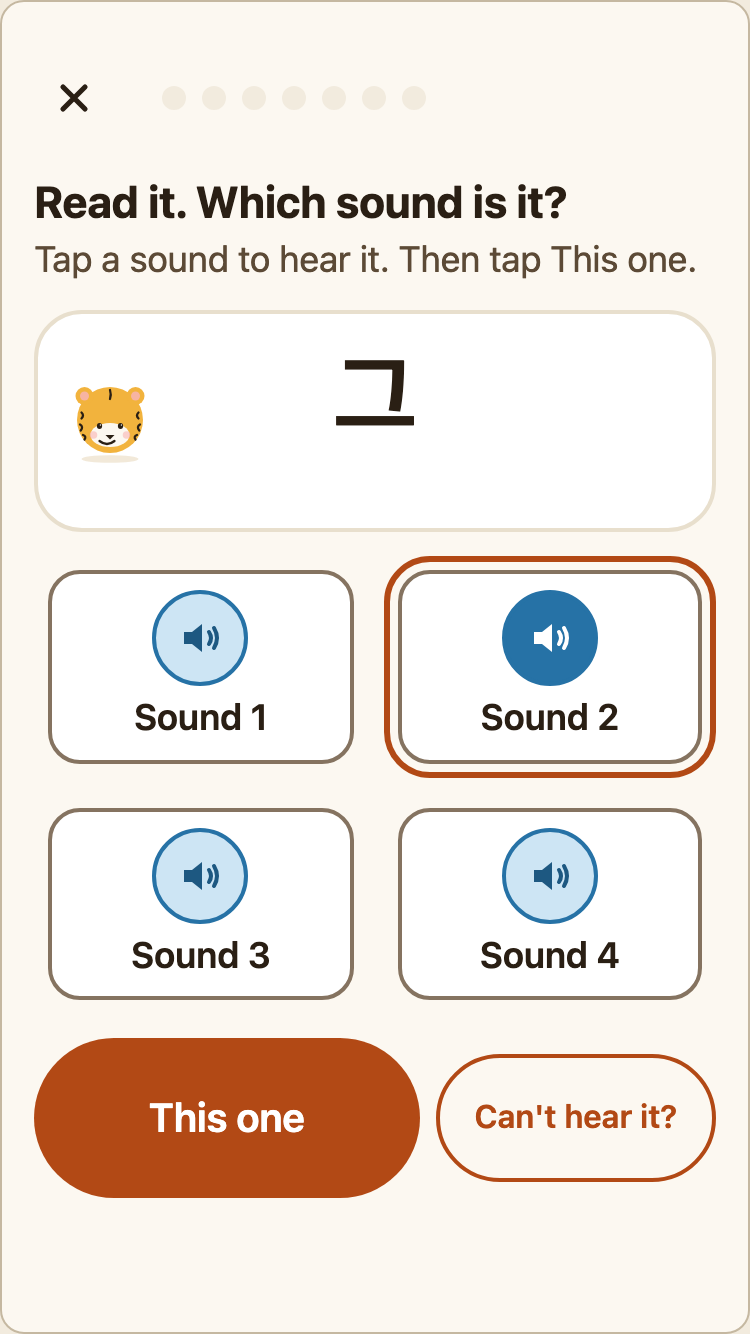 Read it. Which sound is it?
Tap a sound to hear it. Then tap This one.
그
Sound 1
Sound 2
Sound 3
Sound 4
This one
Can't hear it?